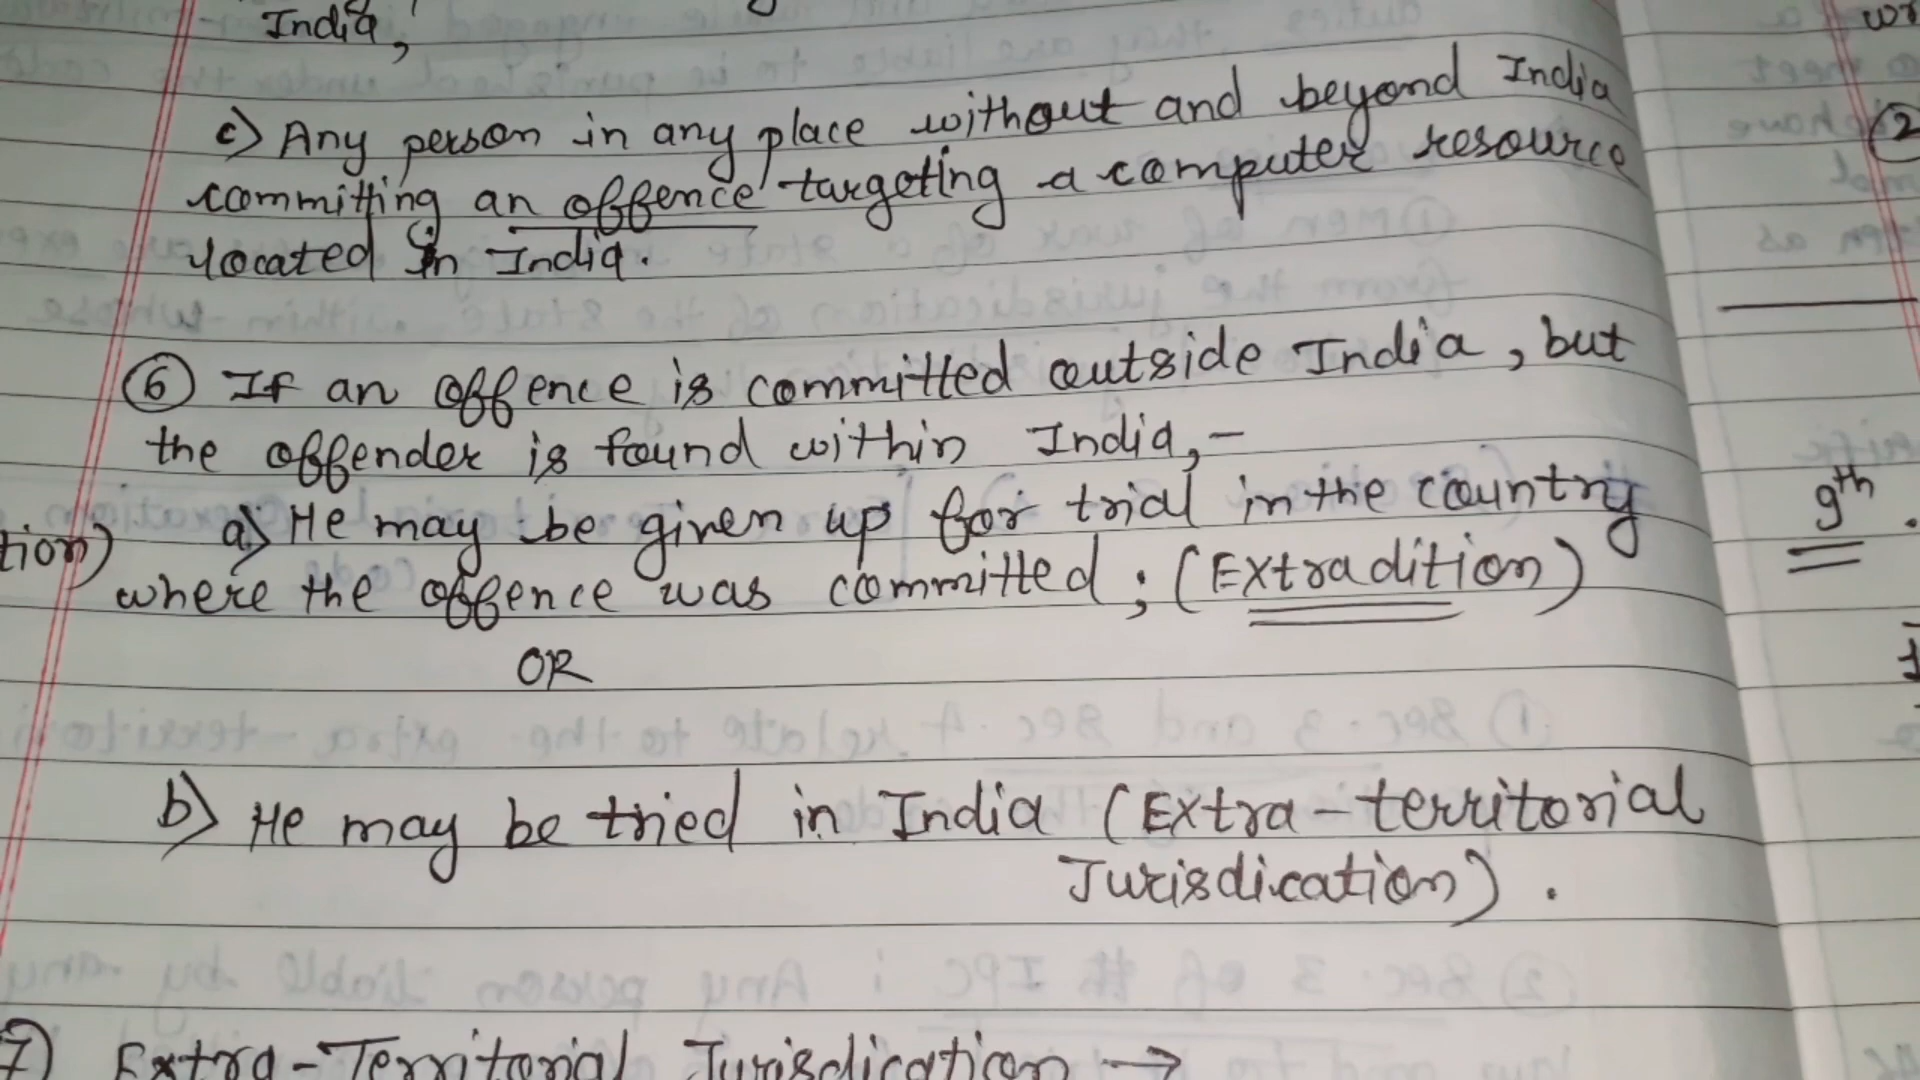 India,
c) Any person in any place without and beyond India
committing an offence targeting a computer resource
located in India.
6 If an offence is committed outside India, but
the offender is found within India, -
tion)
a) He may be given up for trial in the country
where the offence was committed; (Extradition)
OR
b) He may be tried in India (Extra-territorial
Jurisdication).
7) Extra-Territorial Jurisdication →
(2
9th